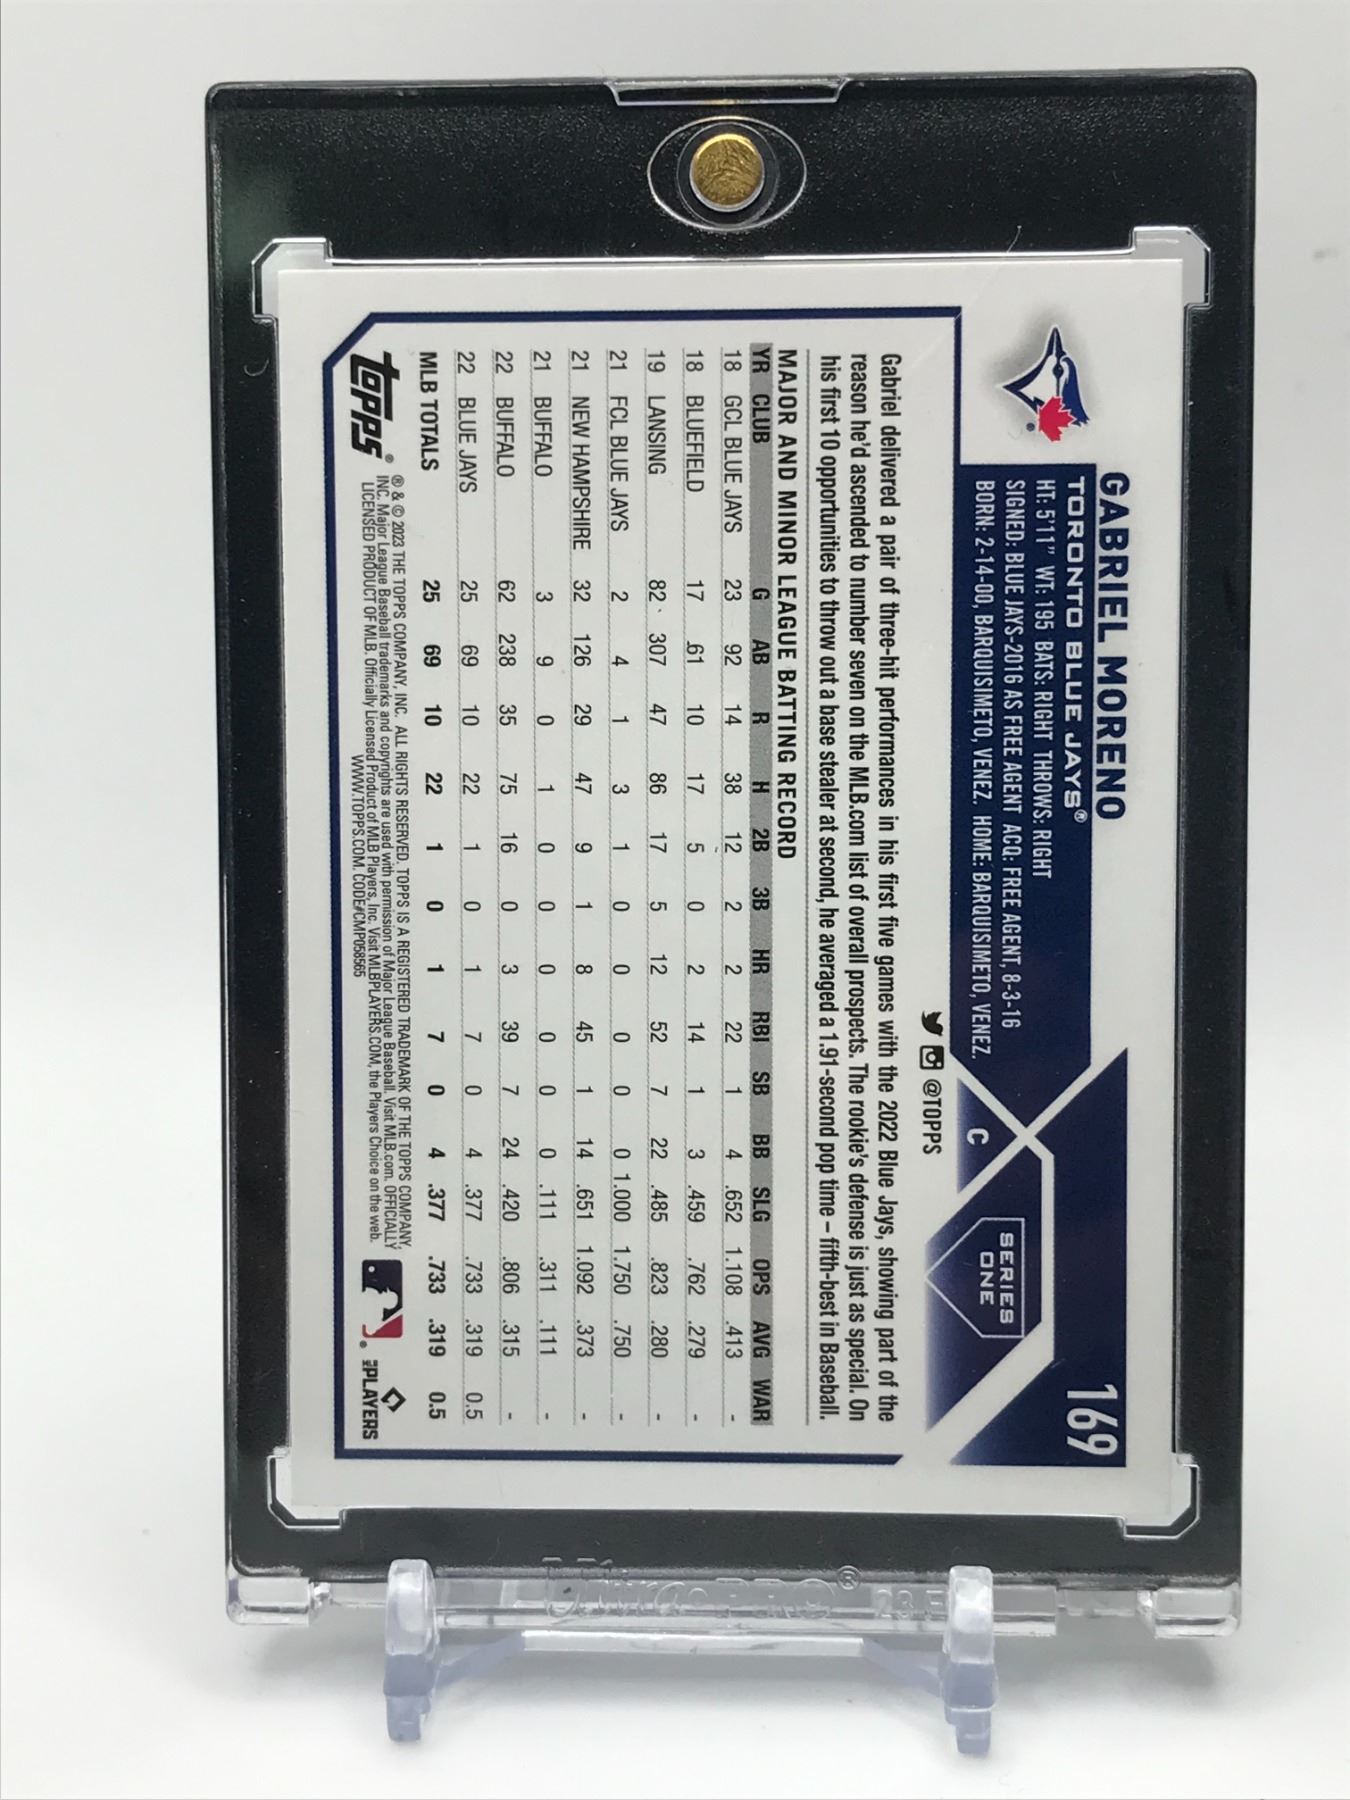 169
GABRIEL MORENO
TORONTO BLUE JAYS®
HT: 5'11" WT: 195 BATS: RIGHT THROWS: RIGHT
SIGNED: BLUE JAYS-2016 AS FREE AGENT ACQ: FREE AGENT, 8-3-16
BORN: 2-14-00, BARQUISIMETO, VENEZ. HOME: BARQUISIMETO, VENEZ.
C
SERIES
ONE
@TOPPS
Gabriel delivered a pair of three-hit performances in his first five games with the 2022 Blue Jays, showing part of the
reason he'd ascended to number seven on the MLB.com list of overall prospects. The rookie's defense is just as special. On
his first 10 opportunities to throw out a base stealer at second, he averaged a 1.91-second pop time – fifth-best in Baseball.
MAJOR AND MINOR LEAGUE BATTING RECORD
YR CLUB G AB R H 2B 3B HR RBI SB BB SLG OPS AVG WAR
18 GCL BLUE JAYS 23 92 14 38 12 2 2 22 1 4 .652 1.108 .413 -
18 BLUEFIELD 17 61 10 17 5 0 2 14 1 3 .459 .762 .279 -
19 LANSING 82 307 47 86 17 5 12 52 7 22 .485 .823 .280 -
21 FCL BLUE JAYS 2 4 1 3 1 0 0 0 0 0 1.000 1.750 .750 -
21 NEW HAMPSHIRE 32 126 29 47 9 1 8 45 1 14 .651 1.092 .373 -
21 BUFFALO 3 9 0 1 0 0 0 0 0 0 .111 .311 .111 -
22 BUFFALO 62 238 35 75 16 0 3 39 7 24 .420 .806 .315 -
22 BLUE JAYS 25 69 10 22 1 0 1 7 0 4 .377 .733 .319 0.5
MLB TOTALS 25 69 10 22 1 0 1 7 0 4 .377 .733 .319 0.5
topps®
® & © 2023 THE TOPPS COMPANY, INC. ALL RIGHTS RESERVED. TOPPS IS A REGISTERED TRADEMARK OF THE TOPPS COMPANY,
INC. Major League Baseball trademarks and copyrights are used with permission of Major League Baseball. Visit MLB.com. OFFICIALLY
LICENSED PRODUCT OF MLB. Officially Licensed Product of MLB Players, Inc. Visit MLBPLAYERS.COM, the Players Choice on the web.
WWW.TOPPS.COM. CODE#CMP058565
PLAYERS